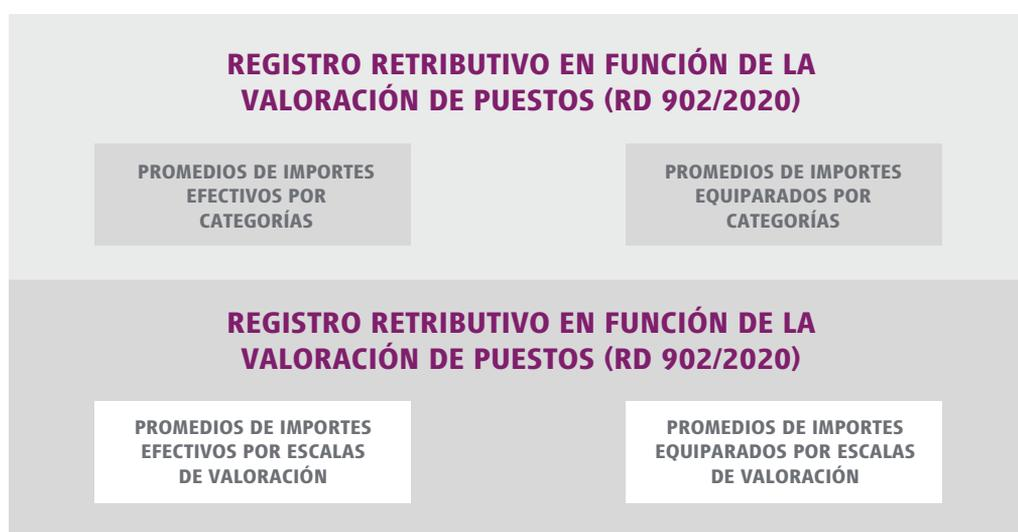 REGISTRO RETRIBUTIVO EN FUNCIÓN DE LA
VALORACIÓN DE PUESTOS (RD 902/2020)
PROMEDIOS DE IMPORTES
EFECTIVOS POR
CATEGORÍAS
PROMEDIOS DE IMPORTES
EQUIPARADOS POR
CATEGORÍAS
REGISTRO RETRIBUTIVO EN FUNCIÓN DE LA
VALORACIÓN DE PUESTOS (RD 902/2020)
PROMEDIOS DE IMPORTES
EFECTIVOS POR ESCALAS
DE VALORACIÓN
PROMEDIOS DE IMPORTES
EQUIPARADOS POR ESCALAS
DE VALORACIÓN